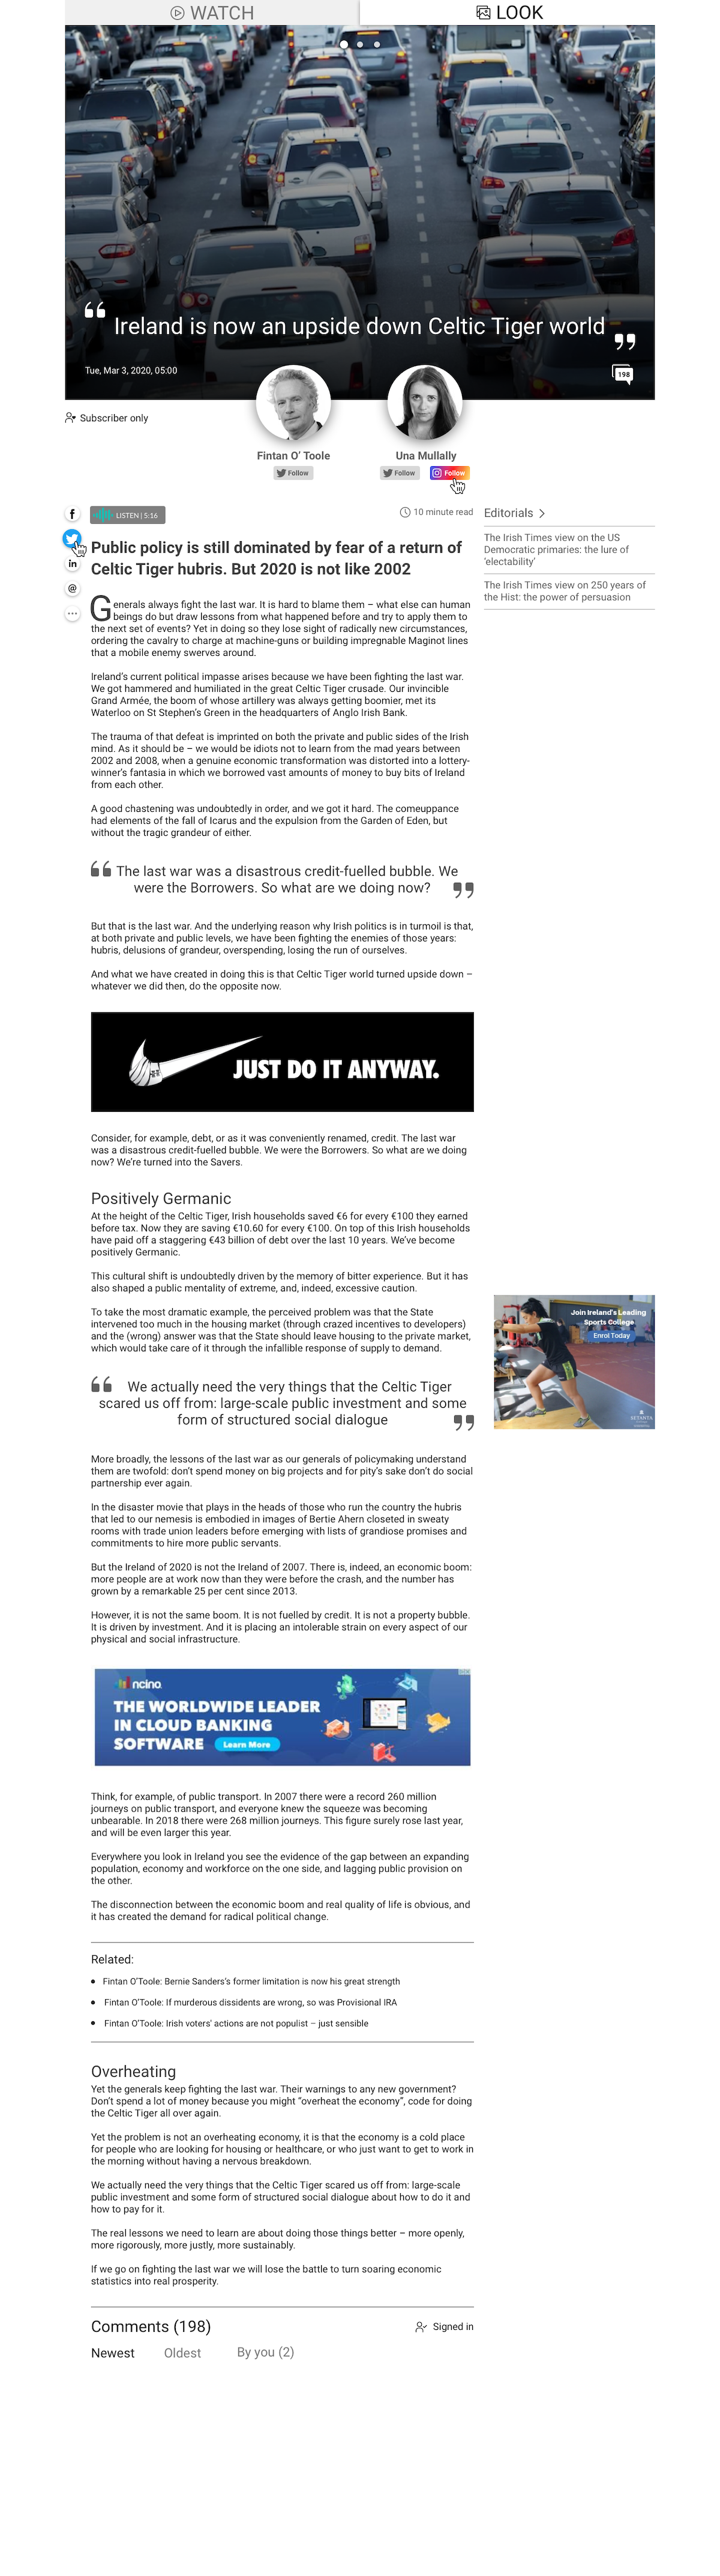 WATCH
LOOK
“
Ireland is now an upside down Celtic Tiger world
”
Tue, Mar 3, 2020, 05:00
198
Subscriber only
Fintan O’ Toole
Una Mullally
Follow
Follow
Follow
LISTEN | 5:16
10 minute read
Editorials >
The Irish Times view on the US
Democratic primaries: the lure of
‘electability’
The Irish Times view on 250 years of
the Hist: the power of persuasion
f
in
@
Public policy is still dominated by fear of a return of
Celtic Tiger hubris. But 2020 is not like 2002
Generals always fight the last war. It is hard to blame them – what else can human
beings do but draw lessons from what happened before and try to apply them to
the next set of events? Yet in doing so they lose sight of radically new circumstances,
ordering the cavalry to charge at machine-guns or building impregnable Maginot lines
that a mobile enemy swerves around.
Ireland’s current political impasse arises because we have been fighting the last war.
We got hammered and humiliated in the great Celtic Tiger crusade. Our invincible
Grand Armée, the boom of whose artillery was always getting boomier, met its
Waterloo on St Stephen’s Green in the headquarters of Anglo Irish Bank.
The trauma of that defeat is imprinted on both the private and public sides of the Irish
mind. As it should be – we would be idiots not to learn from the mad years between
2002 and 2008, when a genuine economic transformation was distorted into a lottery-
winner’s fantasia in which we borrowed vast amounts of money to buy bits of Ireland
from each other.
A good chastening was undoubtedly in order, and we got it hard. The comeuppance
had elements of the fall of Icarus and the expulsion from the Garden of Eden, but
without the tragic grandeur of either.
“ The last war was a disastrous credit-fuelled bubble. We
were the Borrowers. So what are we doing now? ”
But that is the last war. And the underlying reason why Irish politics is in turmoil is that,
at both private and public levels, we have been fighting the enemies of those years:
hubris, delusions of grandeur, overspending, losing the run of ourselves.
And what we have created in doing this is that Celtic Tiger world turned upside down –
whatever we did then, do the opposite now.
JUST DO IT ANYWAY.
Consider, for example, debt, or as it was conveniently renamed, credit. The last war
was a disastrous credit-fuelled bubble. We were the Borrowers. So what are we doing
now? We’re turned into the Savers.
Positively Germanic
At the height of the Celtic Tiger, Irish households saved €6 for every €100 they earned
before tax. Now they are saving €10.60 for every €100. On top of this Irish households
have paid off a staggering €43 billion of debt over the last 10 years. We’ve become
positively Germanic.
This cultural shift is undoubtedly driven by the memory of bitter experience. But it has
also shaped a public mentality of extreme, and, indeed, excessive caution.
To take the most dramatic example, the perceived problem was that the State
intervened too much in the housing market (through crazed incentives to developers)
and the (wrong) answer was that the State should leave housing to the private market,
which would take care of it through the infallible response of supply to demand.
Join Ireland's Leading
Sports College
Enrol Today
SETANTA
“ We actually need the very things that the Celtic Tiger
scared us off from: large-scale public investment and some
form of structured social dialogue ”
More broadly, the lessons of the last war as our generals of policymaking understand
them are twofold: don’t spend money on big projects and for pity’s sake don’t do social
partnership ever again.
In the disaster movie that plays in the heads of those who run the country the hubris
that led to our nemesis is embodied in images of Bertie Ahern closeted in sweaty
rooms with trade union leaders before emerging with lists of grandiose promises and
commitments to hire more public servants.
But the Ireland of 2020 is not the Ireland of 2007. There is, indeed, an economic boom:
more people are at work now than they were before the crash, and the number has
grown by a remarkable 25 per cent since 2013.
However, it is not the same boom. It is not fuelled by credit. It is not a property bubble.
It is driven by investment. And it is placing an intolerable strain on every aspect of our
physical and social infrastructure.
ncino.
THE WORLDWIDE LEADER
IN CLOUD BANKING
SOFTWARE
Learn More
Think, for example, of public transport. In 2007 there were a record 260 million
journeys on public transport, and everyone knew the squeeze was becoming
unbearable. In 2018 there were 268 million journeys. This figure surely rose last year,
and will be even larger this year.
Everywhere you look in Ireland you see the evidence of the gap between an expanding
population, economy and workforce on the one side, and lagging public provision on
the other.
The disconnection between the economic boom and real quality of life is obvious, and
it has created the demand for radical political change.
Related:
• Fintan O’Toole: Bernie Sanders’s former limitation is now his great strength
• Fintan O’Toole: If murderous dissidents are wrong, so was Provisional IRA
• Fintan O’Toole: Irish voters’ actions are not populist – just sensible
Overheating
Yet the generals keep fighting the last war. Their warnings to any new government?
Don’t spend a lot of money because you might “overheat the economy”, code for doing
the Celtic Tiger all over again.
Yet the problem is not an overheating economy, it is that the economy is a cold place
for people who are looking for housing or healthcare, or who just want to get to work in
the morning without having a nervous breakdown.
We actually need the very things that the Celtic Tiger scared us off from: large-scale
public investment and some form of structured social dialogue about how to do it and
how to pay for it.
The real lessons we need to learn are about doing those things better – more openly,
more rigorously, more justly, more sustainably.
If we go on fighting the last war we will lose the battle to turn soaring economic
statistics into real prosperity.
Comments (198)
Signed in
Newest
Oldest
By you (2)